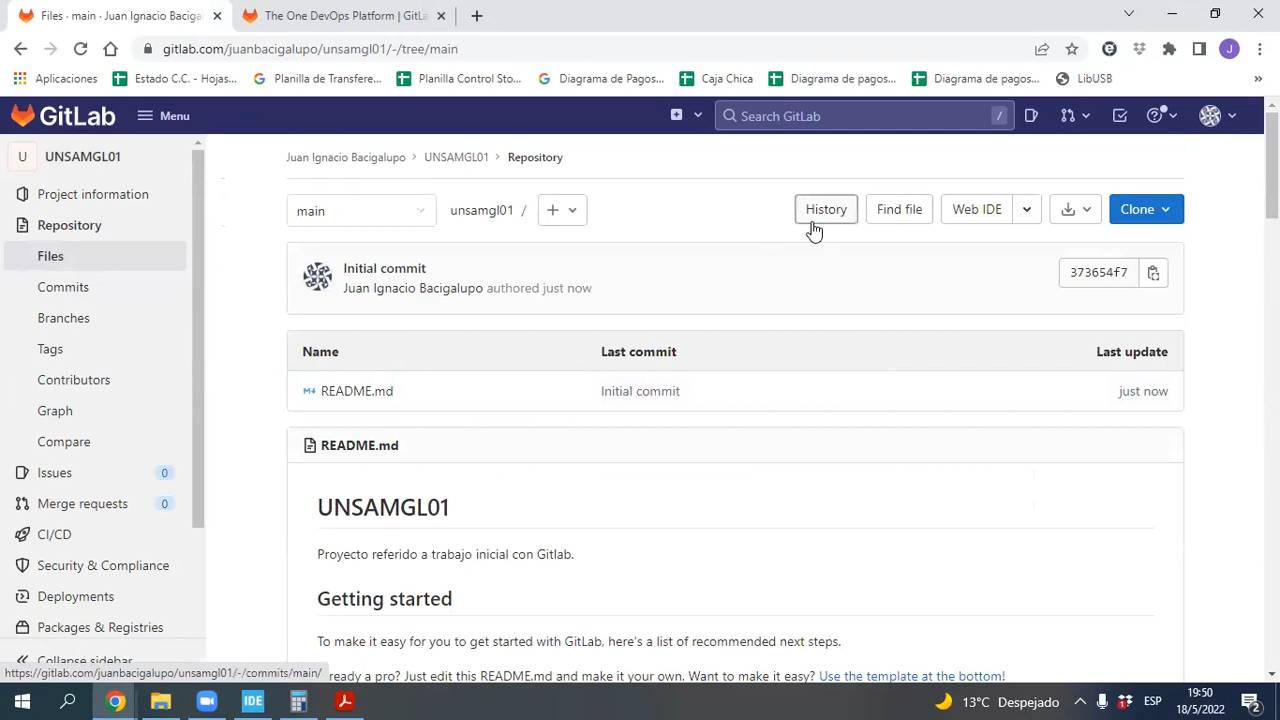 Files · main · Juan Ignacio Bacigal
The One DevOps Platform | GitLa
gitlab.com/juanbacigalupo/unsamgl01/-/tree/main
Aplicaciones
Estado C.C. - Hojas...
Planilla de Transfere...
Planilla Control Sto...
Diagrama de Pagos...
Caja Chica
Diagrama de pagos...
Diagrama de pagos...
LibUSB
»
J
GitLab
Menu
Search GitLab
/
U
UNSAMGL01
Juan Ignacio Bacigalupo > UNSAMGL01 > Repository
Project information
Repository
Files
Commits
Branches
Tags
Contributors
Graph
Compare
Issues 0
Merge requests 0
CI/CD
Security & Compliance
Deployments
Packages & Registries
Collapse sidebar
main
unsamgl01 /
History
Find file
Web IDE
Clone
Initial commit
Juan Ignacio Bacigalupo authored just now
373654f7
Name Last commit Last update
README.md Initial commit just now
README.md
UNSAMGL01
Proyecto referido a trabajo inicial con Gitlab.
Getting started
To make it easy for you to get started with GitLab, here's a list of recommended next steps.
ready a pro? Just edit this README.md and make it your own. Want to make it easy? Use the template at the bottom!
https://gitlab.com/juanbacigalupo/unsamgl01/-/commits/main/
IDE
13°C Despejado
1
ESP
19:50
18/5/2022
2